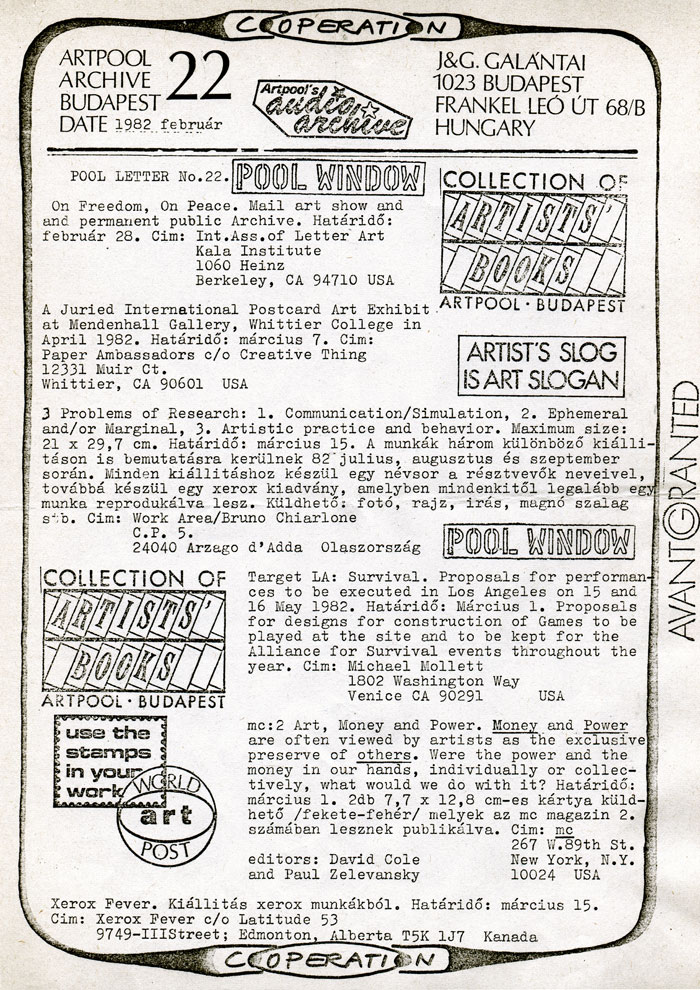 COOPERATION
ARTPOOL
ARCHIVE
BUDAPEST
22
DATE 1982 február
Artpool's
audio
archive
J&G. GALÁNTAI
1023 BUDAPEST
FRANKEL LEÓ ÚT 68/B
HUNGARY
POOL LETTER No.22.
POOL WINDOW
On Freedom, On Peace. Mail art show and
and permanent public Archive. Határidő:
február 28. Cim: Int.Ass.of Letter Art
Kala Institute
1060 Heinz
Berkeley, CA 94710 USA
COLLECTION OF
ARTISTS'
BOOKS
ARTPOOL · BUDAPEST
A Juried International Postcard Art Exhibit
at Mendenhall Gallery, Whittier College in
April 1982. Határidő: március 7. Cim:
Paper Ambassadors c/o Creative Thing
12331 Muir Ct.
Whittier, CA 90601 USA
ARTIST'S SLOG
IS ART SLOGAN
3 Problems of Research: 1. Communication/Simulation, 2. Ephemeral
and/or Marginal, 3. Artistic practice and behavior. Maximum size:
21 x 29,7 cm. Határidő: március 15. A munkák három különböző kiálli-
táson is bemutatásra kerülnek 82 julius, augusztus és szeptember
során. Minden kiállitáshoz készül egy névsor a résztvevők neveivel,
továbbá készül egy xerox kiadvány, amelyben mindenkitől legalább egy
munka reprodukálva lesz. Küldhető: fotó, rajz, irás, magnó szalag
stb. Cim: Work Area/Bruno Chiarlone
C.P. 5.
24040 Arzago d'Adda Olaszország
POOL WINDOW
AVANTGRANTED
COLLECTION OF
ARTISTS'
BOOKS
ARTPOOL · BUDAPEST
Target LA: Survival. Proposals for performan-
ces to be executed in Los Angeles on 15 and
16 May 1982. Határidő: Március 1. Proposals
for designs for construction of Games to be
played at the site and to be kept for the
Alliance for Survival events throughout the
year. Cim: Michael Mollett
1802 Washington Way
Venice CA 90291 USA
use the
stamps
in your
work
WORLD
art
POST
mc:2 Art, Money and Power. Money and Power
are often viewed by artists as the exclusive
preserve of others. Were the power and the
money in our hands, individually or collec-
tively, what would we do with it? Határidő:
március 1. 2db 7,7 x 12,8 cm-es kártya küld-
hető /fekete-fehér/ melyek az mc magazin 2.
számában lesznek publikálva. Cim: mc
267 W.89th St.
editors: David Cole New York, N.Y.
and Paul Zelevansky 10024 USA
Xerox Fever. Kiállitás xerox munkákból. Határidő: március 15.
Cim: Xerox Fever c/o Latitude 53
9749-IIIStreet; Edmonton, Alberta T5K 1J7 Kanada
COOPERATION